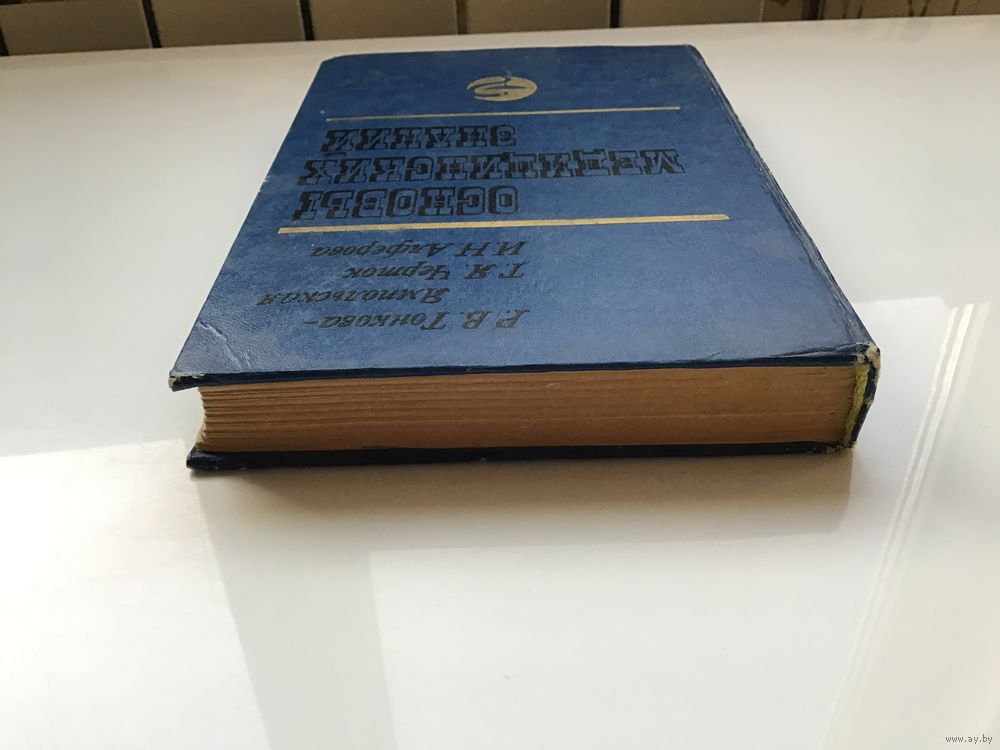 Р.В. Тонкова-
Ямпольская
Т.Я. Черток
И.Н. Алферова
ОСНОВЫ
МЕДИЦИНСКИХ
ЗНАНИЙ
www.ay.by